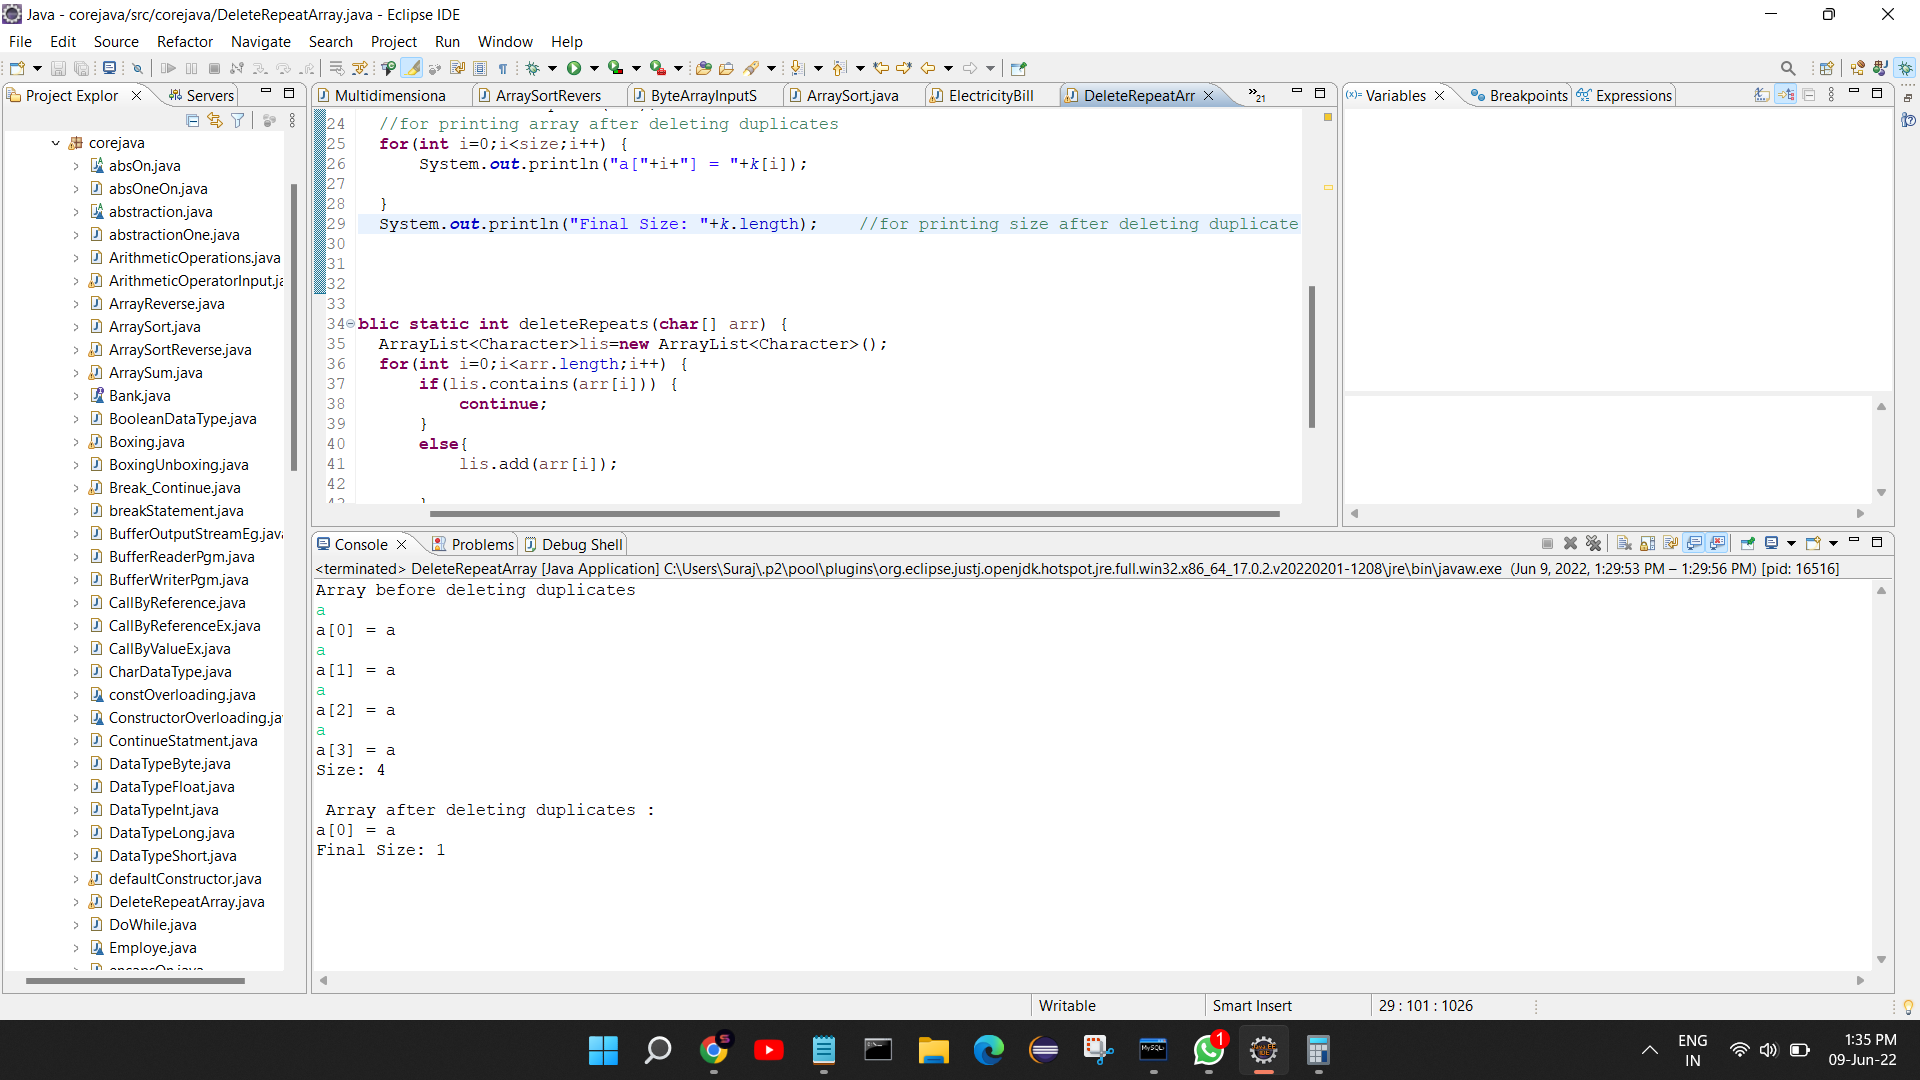 Java - corejava/src/corejava/DeleteRepeatArray.java - Eclipse IDE
File Edit Source Refactor Navigate Search Project Run Window Help
Project Explor
Servers
corejava
absOn.java
absOneOn.java
abstraction.java
abstractionOne.java
ArithmeticOperations.java
ArithmeticOperatorInput.ja
ArrayReverse.java
ArraySort.java
ArraySortReverse.java
ArraySum.java
Bank.java
BooleanDataType.java
Boxing.java
BoxingUnboxing.java
Break_Continue.java
breakStatement.java
BufferOutputStreamEg.java
BufferReaderPgm.java
BufferWriterPgm.java
CallByReference.java
CallByReferenceEx.java
CallByValueEx.java
CharDataType.java
constOverloading.java
ConstructorOverloading.ja
ContinueStatment.java
DataTypeByte.java
DataTypeFloat.java
DataTypeInt.java
DataTypeLong.java
DataTypeShort.java
defaultConstructor.java
DeleteRepeatArray.java
DoWhile.java
Employe.java
Multidimensiona
ArraySortRevers
ByteArrayInputS
ArraySort.java
ElectricityBill
DeleteRepeatArr
»21
24 //for printing array after deleting duplicates
25 for(int i=0;i<size;i++) {
26 System.out.println("a["+i+"] = "+k[i]);
27
28 }
29 System.out.println("Final Size: "+k.length); //for printing size after deleting duplicate
30
31
32
33
34 blic static int deleteRepeats(char[] arr) {
35 ArrayList<Character>lis=new ArrayList<Character>();
36 for(int i=0;i<arr.length;i++) {
37 if(lis.contains(arr[i])) {
38 continue;
39 }
40 else{
41 lis.add(arr[i]);
42
(x)= Variables
Breakpoints
Expressions
Console
Problems
Debug Shell
<terminated> DeleteRepeatArray [Java Application] C:\Users\Suraj\.p2\pool\plugins\org.eclipse.justj.openjdk.hotspot.jre.full.win32.x86_64_17.0.2.v20220201-1208\jre\bin\javaw.exe (Jun 9, 2022, 1:29:53 PM – 1:29:56 PM) [pid: 16516]
Array before deleting duplicates
a
a[0] = a
a
a[1] = a
a
a[2] = a
a
a[3] = a
Size: 4
Array after deleting duplicates :
a[0] = a
Final Size: 1
Writable
Smart Insert
29 : 101 : 1026
MySQL
1
ENG
IN
1:35 PM
09-Jun-22